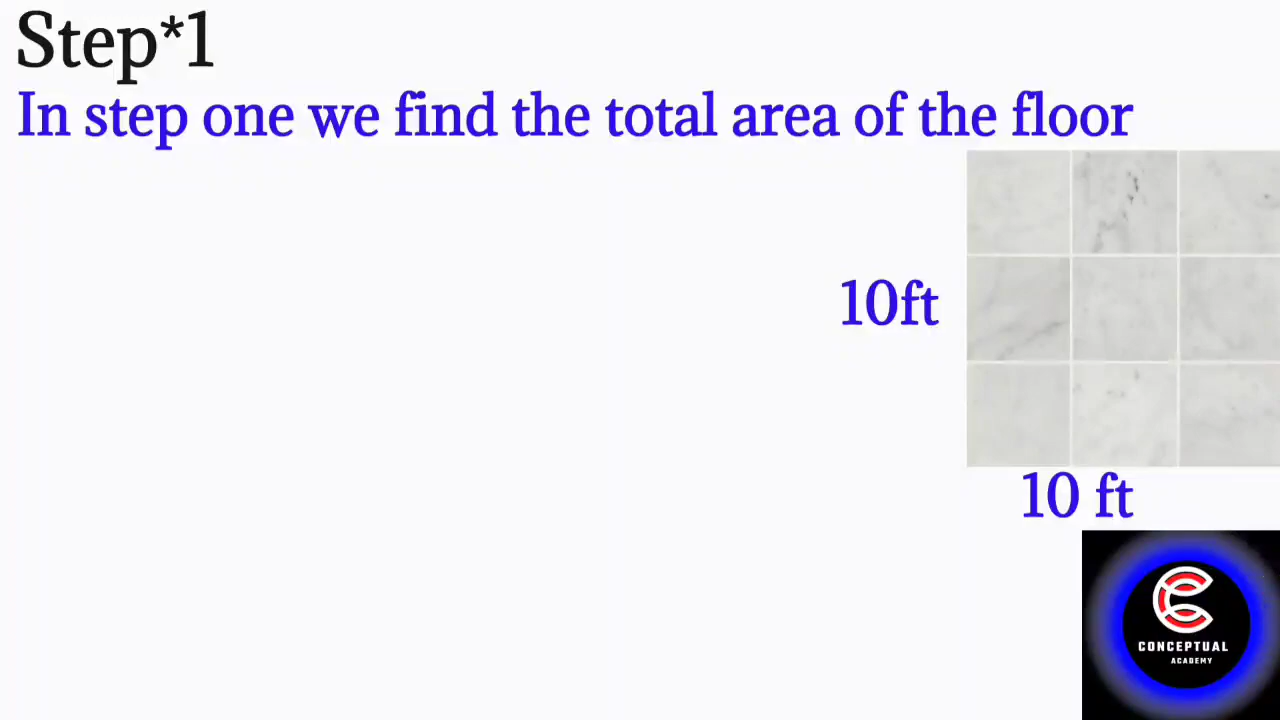 Step*1
In step one we find the total area of the floor
10ft
10 ft
CONCEPTUAL
ACADEMY